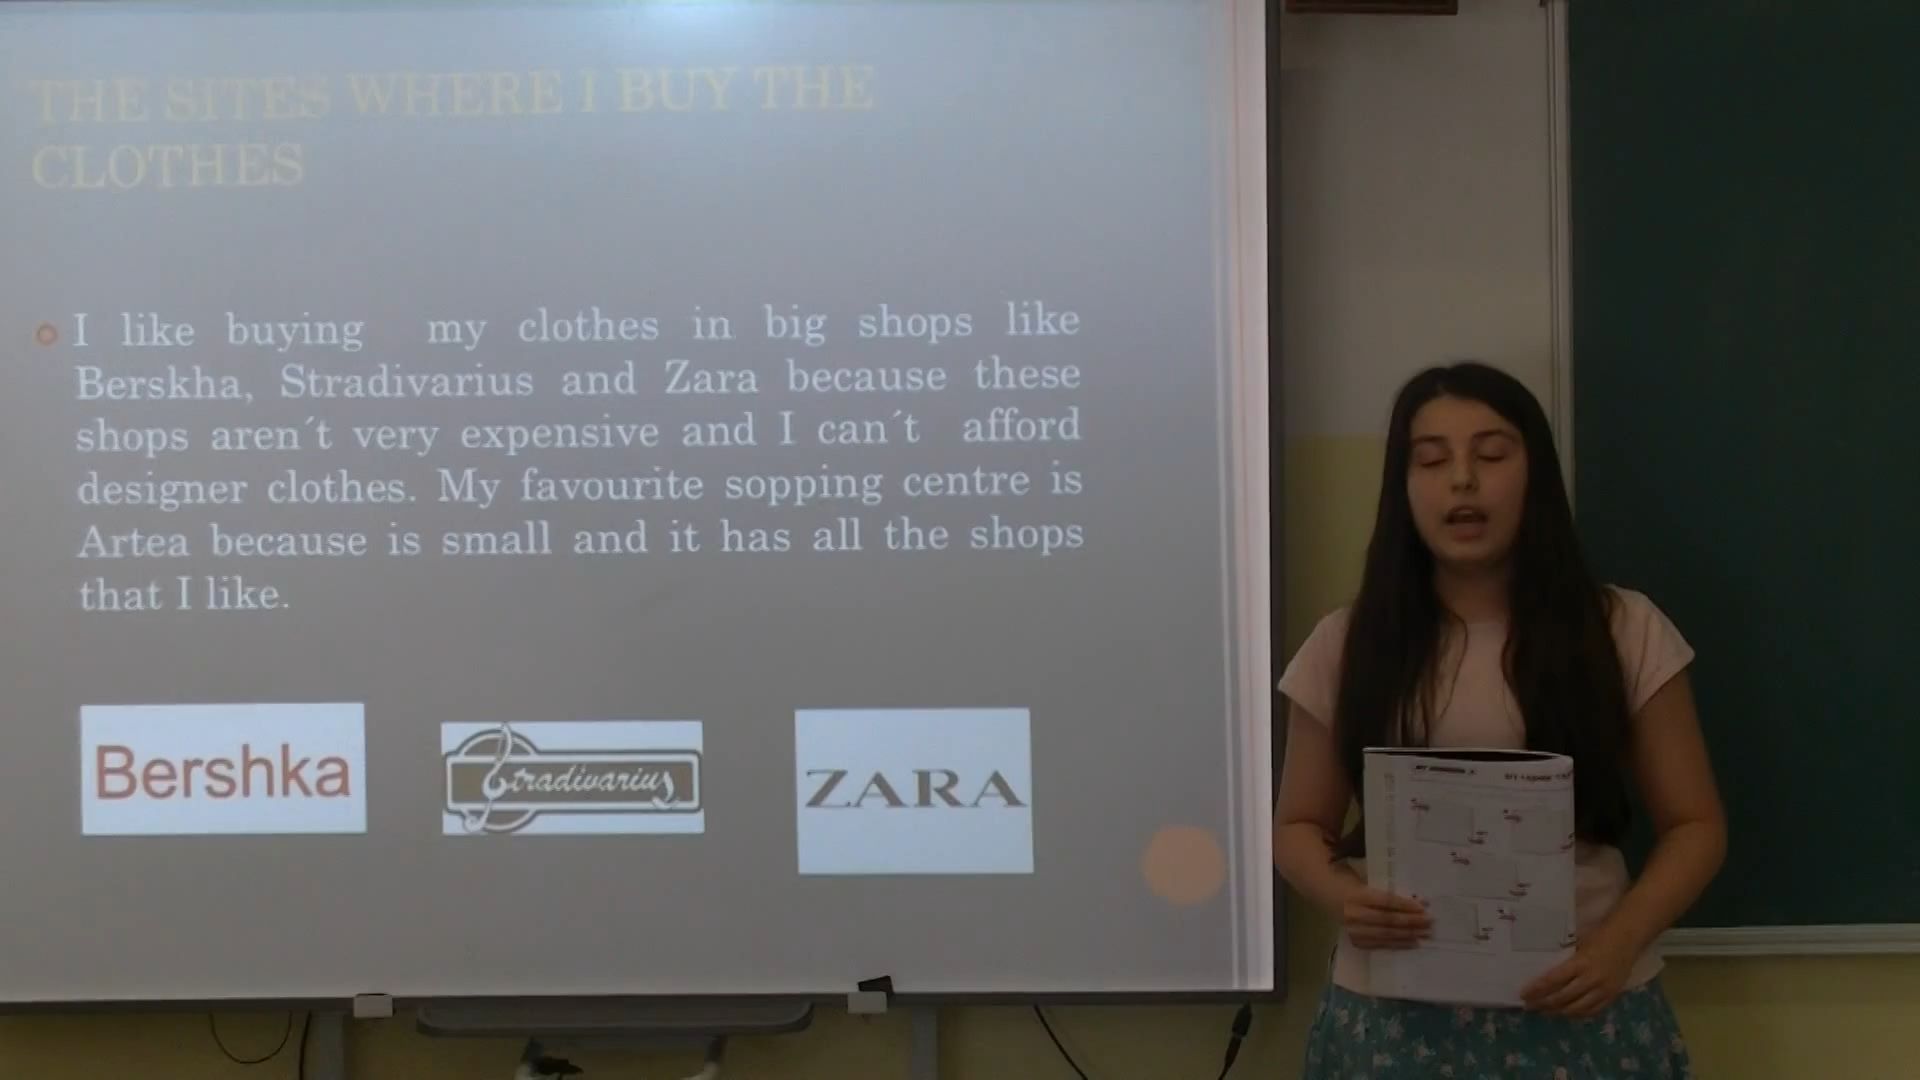 THE SITES WHERE I BUY THE
CLOTHES
I like buying my clothes in big shops like
Berskha, Stradivarius and Zara because these
shops aren´t very expensive and I can´t afford
designer clothes. My favourite sopping centre is
Artea because is small and it has all the shops
that I like.
Bershka
Stradivarius
ZARA